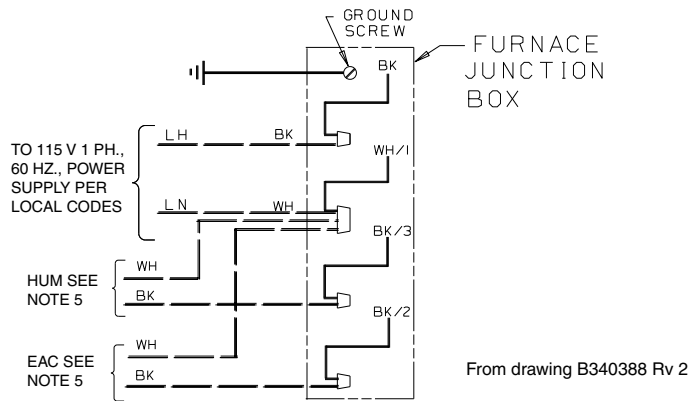 GROUND
SCREW
FURNACE
JUNCTION
BOX
BK
TO 115 V 1 PH.,
60 HZ., POWER
SUPPLY PER
LOCAL CODES
LH
BK
WH/1
LN
WH
BK/3
HUM SEE
NOTE 5
WH
BK
BK/2
EAC SEE
NOTE 5
WH
BK
From drawing B340388 Rv 2